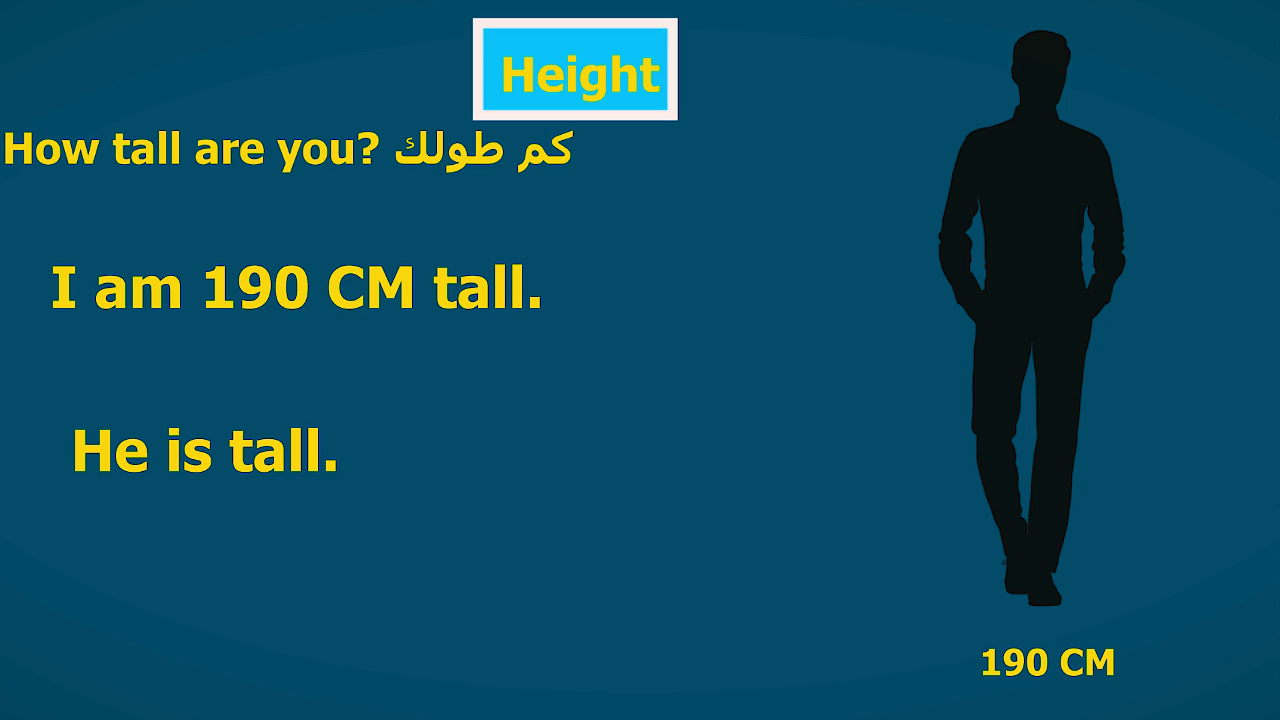 Height
How tall are you? كم طولك
I am 190 CM tall.
He is tall.
190 CM